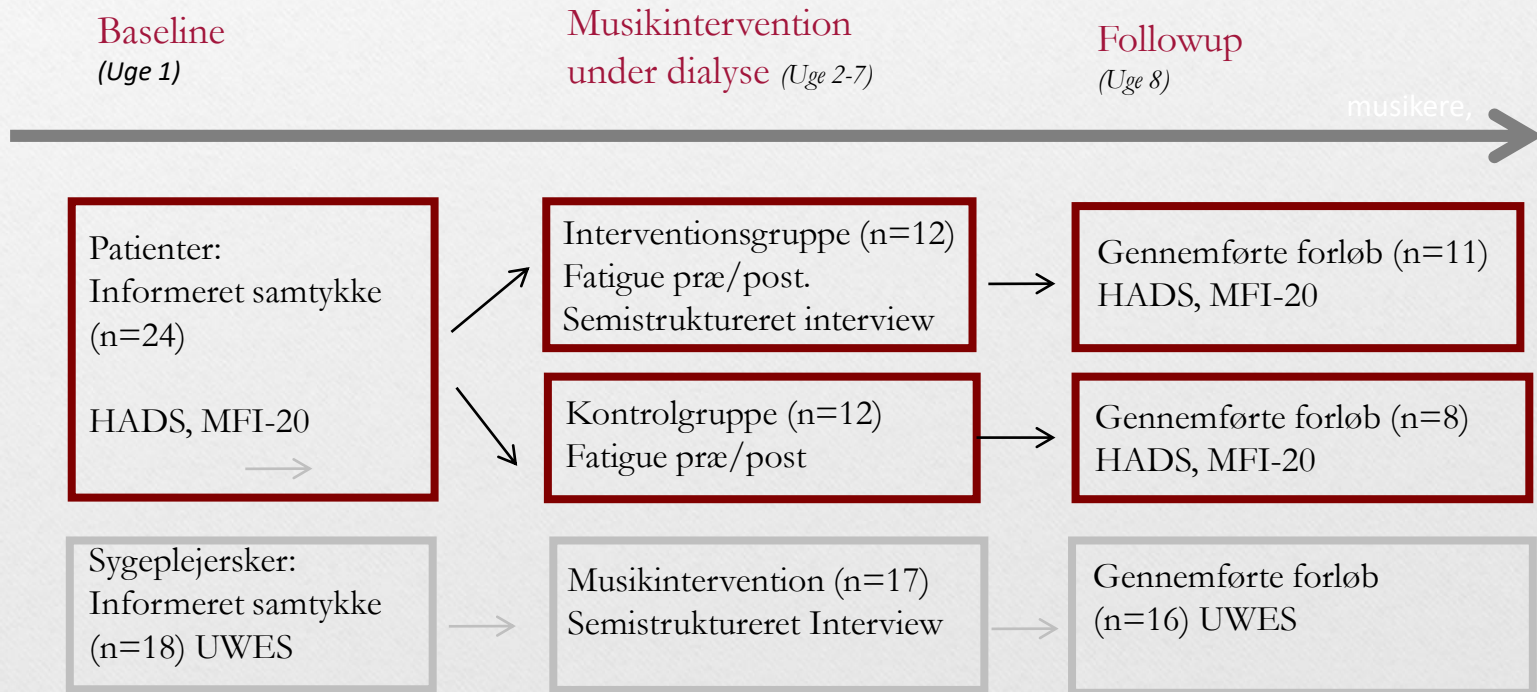 Baseline
(Uge 1)
Musikintervention
under dialyse (Uge 2-7)
Followup
(Uge 8)
musikere,
Patienter:
Informeret samtykke
(n=24)
HADS, MFI-20
Interventionsgruppe (n=12)
Fatigue præ/post.
Semistruktureret interview
Gennemførte forløb (n=11)
HADS, MFI-20
Kontrolgruppe (n=12)
Fatigue præ/post
Gennemførte forløb (n=8)
HADS, MFI-20
Sygeplejersker:
Informeret samtykke
(n=18) UWES
Musikintervention (n=17)
Semistruktureret Interview
Gennemførte forløb
(n=16) UWES